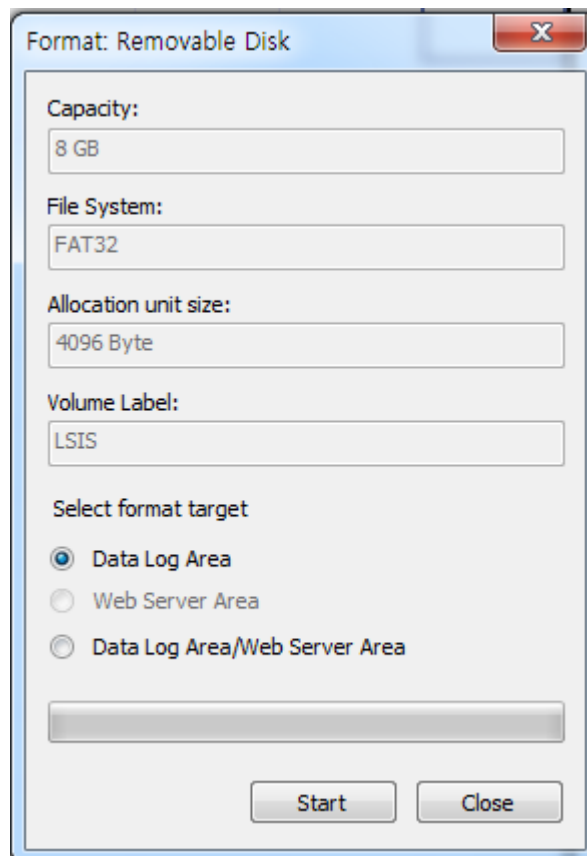 Format: Removable Disk
Capacity:
8 GB
File System:
FAT32
Allocation unit size:
4096 Byte
Volume Label:
LSIS
Select format target
Data Log Area
Web Server Area
Data Log Area/Web Server Area
Start Close